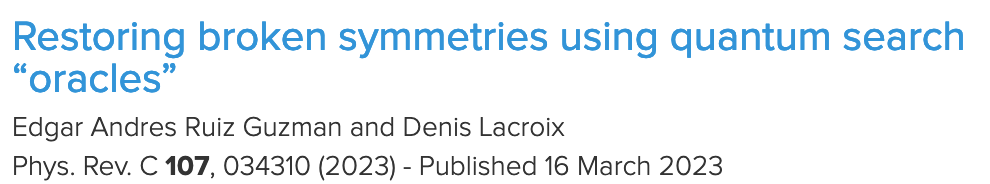 Restoring broken symmetries using quantum search
“oracles”
Edgar Andres Ruiz Guzman and Denis Lacroix
Phys. Rev. C 107, 034310 (2023) - Published 16 March 2023